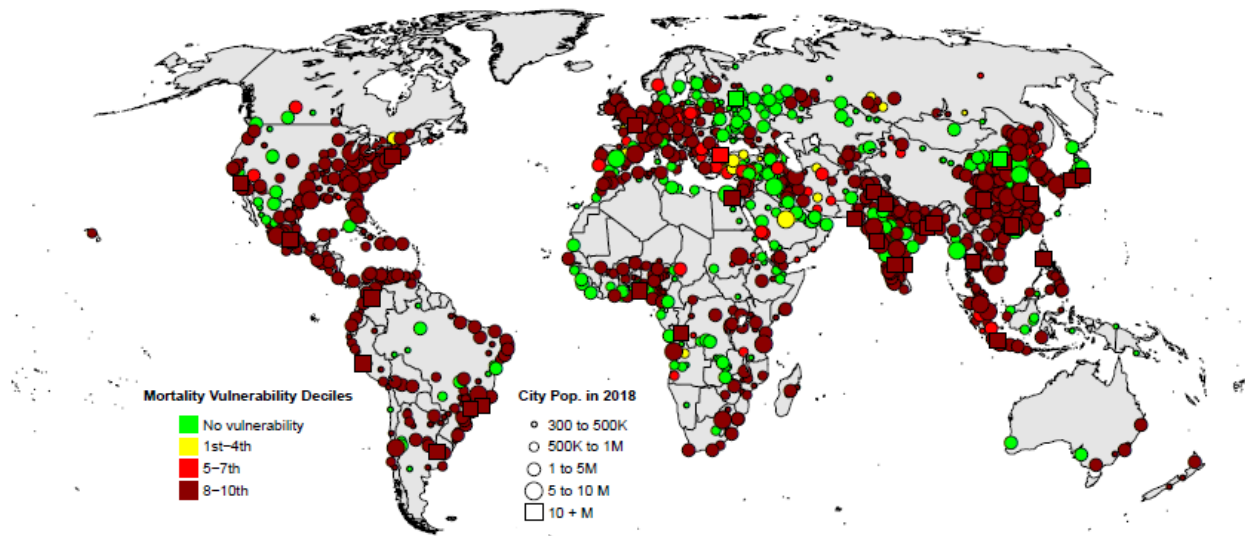 Mortality Vulnerability Deciles
No vulnerability
1st−4th
5−7th
8−10th
City Pop. in 2018
300 to 500K
500K to 1M
1 to 5M
5 to 10 M
10 + M